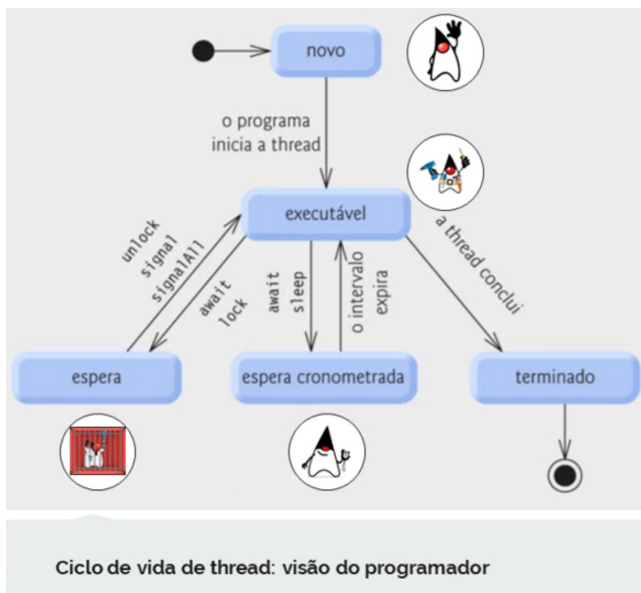 novo
o programa
inicia a thread
executável
unlock
signal
signalAll
await
lock
await
sleep
o intervalo
expira
a thread conclui
espera
espera cronometrada
terminado
Ciclo de vida de thread: visão do programador